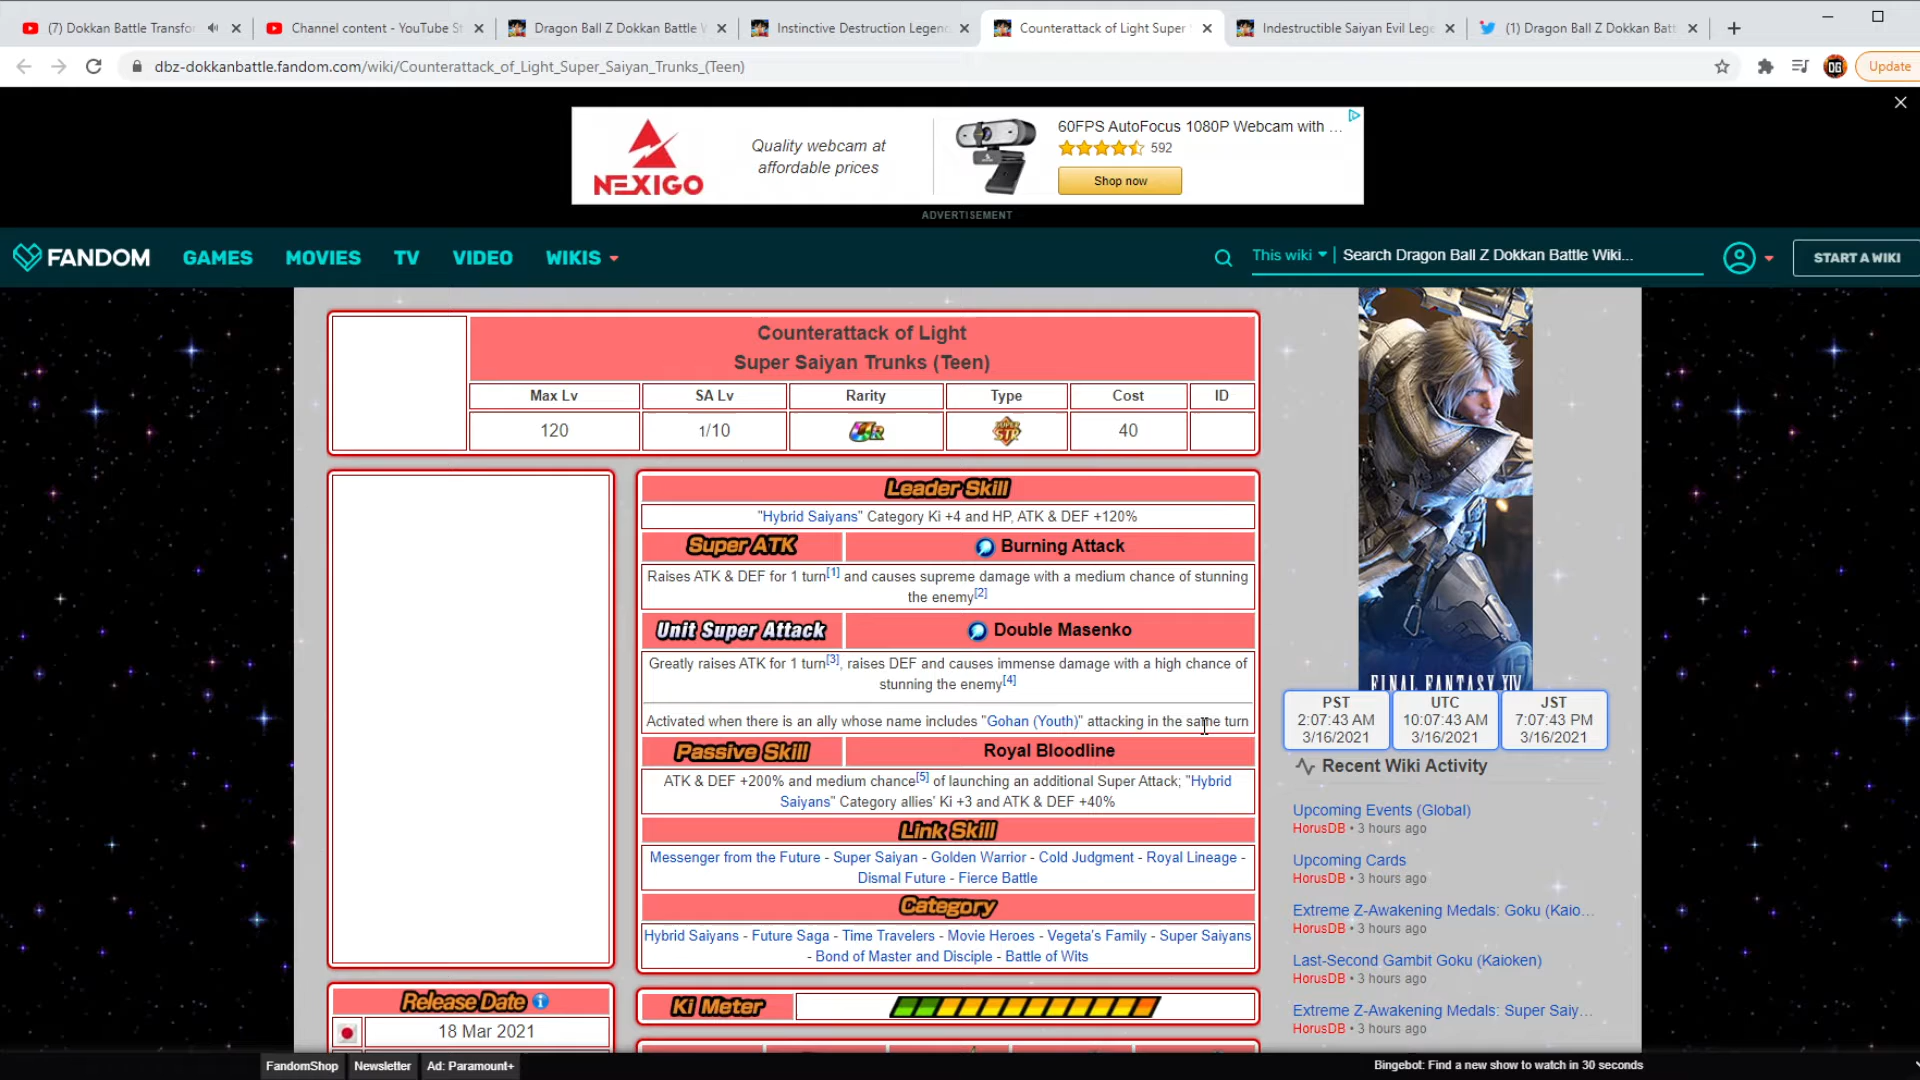 (7) Dokkan Battle Transfo
Channel content - YouTube St
Dragon Ball Z Dokkan Battle W
Instinctive Destruction Legen
Counterattack of Light Super
Indestructible Saiyan Evil Lege
(1) Dragon Ball Z Dokkan Batt
dbz-dokkanbattle.fandom.com/wiki/Counterattack_of_Light_Super_Saiyan_Trunks_(Teen)
OG
Update
NEXIGO
Quality webcam at
affordable prices
60FPS AutoFocus 1080P Webcam with ...
592
Shop now
ADVERTISEMENT
FANDOM
GAMES
MOVIES
TV
VIDEO
WIKIS
This wiki
Search Dragon Ball Z Dokkan Battle Wiki...
START A WIKI
Counterattack of Light
Super Saiyan Trunks (Teen)
Max Lv SA Lv Rarity Type Cost ID
120 1/10 UR SUPER STR 40
Leader Skill
"Hybrid Saiyans" Category Ki +4 and HP, ATK & DEF +120%
Super ATK Burning Attack
Raises ATK & DEF for 1 turn[1] and causes supreme damage with a medium chance of stunning
the enemy[2]
Unit Super Attack Double Masenko
Greatly raises ATK for 1 turn[3], raises DEF and causes immense damage with a high chance of
stunning the enemy[4]
Activated when there is an ally whose name includes "Gohan (Youth)" attacking in the same turn
Passive Skill Royal Bloodline
ATK & DEF +200% and medium chance[5] of launching an additional Super Attack; "Hybrid
Saiyans" Category allies' Ki +3 and ATK & DEF +40%
Link Skill
Messenger from the Future - Super Saiyan - Golden Warrior - Cold Judgment - Royal Lineage -
Dismal Future - Fierce Battle
Category
Hybrid Saiyans - Future Saga - Time Travelers - Movie Heroes - Vegeta's Family - Super Saiyans
- Bond of Master and Disciple - Battle of Wits
Ki Meter
Release Date
18 Mar 2021
FINAL FANTASY XIV
PST
2:07:43 AM
3/16/2021
UTC
10:07:43 AM
3/16/2021
JST
7:07:43 PM
3/16/2021
Recent Wiki Activity
Upcoming Events (Global)
HorusDB • 3 hours ago
Upcoming Cards
HorusDB • 3 hours ago
Extreme Z-Awakening Medals: Goku (Kaio...
HorusDB • 3 hours ago
Last-Second Gambit Goku (Kaioken)
HorusDB • 3 hours ago
Extreme Z-Awakening Medals: Super Saiy...
HorusDB • 3 hours ago
FandomShop
Newsletter
Ad: Paramount+
Bingebot: Find a new show to watch in 30 seconds